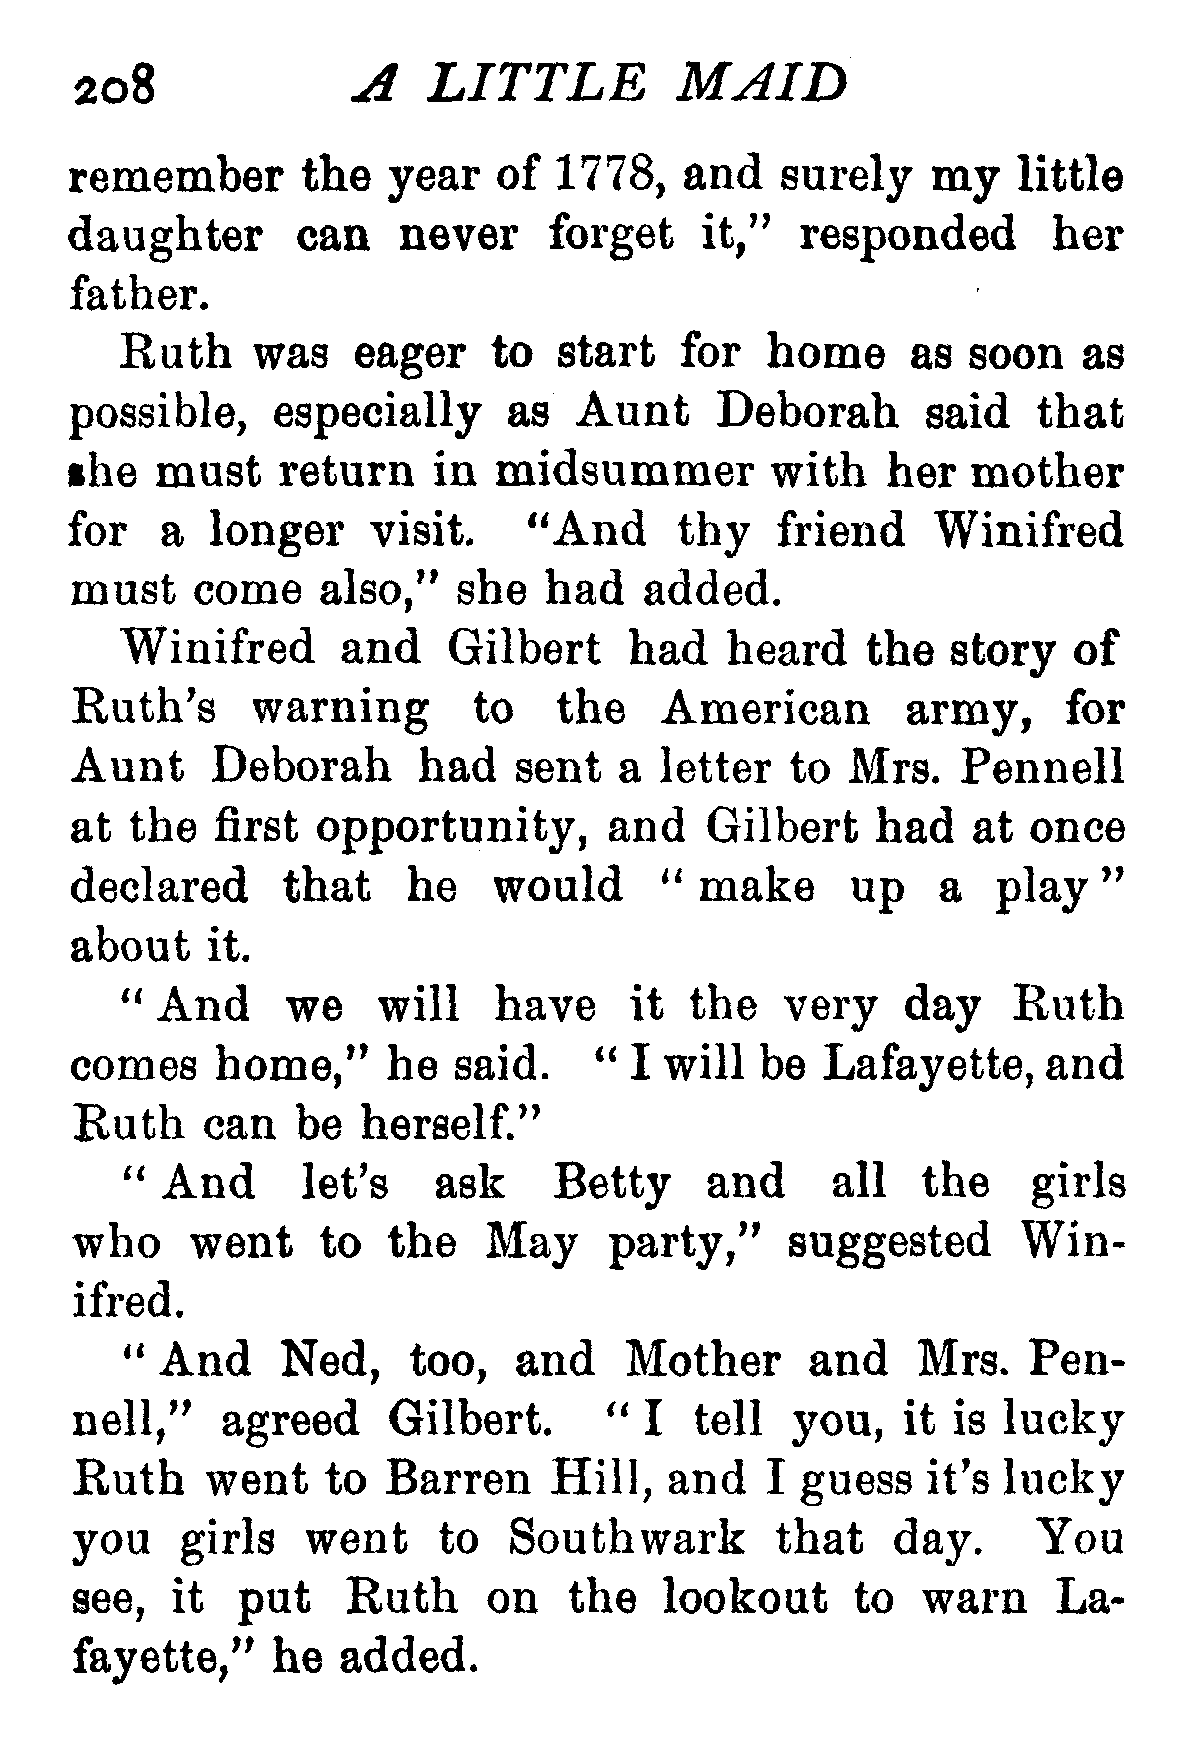 208 A LITTLE MAID
remember the year of 1778, and surely my little
daughter can never forget it,” responded her
father.
Ruth was eager to start for home as soon as
possible, especially as Aunt Deborah said that
she must return in midsummer with her mother
for a longer visit. “And thy friend Winifred
must come also,” she had added.
Winifred and Gilbert had heard the story of
Ruth’s warning to the American army, for
Aunt Deborah had sent a letter to Mrs. Pennell
at the first opportunity, and Gilbert had at once
declared that he would “ make up a play ”
about it.
“ And we will have it the very day Ruth
comes home,” he said. “ I will be Lafayette, and
Ruth can be herself.”
“ And let’s ask Betty and all the girls
who went to the May party,” suggested Win-
ifred.
“ And Ned, too, and Mother and Mrs. Pen-
nell,” agreed Gilbert. “ I tell you, it is lucky
Ruth went to Barren Hill, and I guess it’s lucky
you girls went to Southwark that day. You
see, it put Ruth on the lookout to warn La-
fayette,” he added.